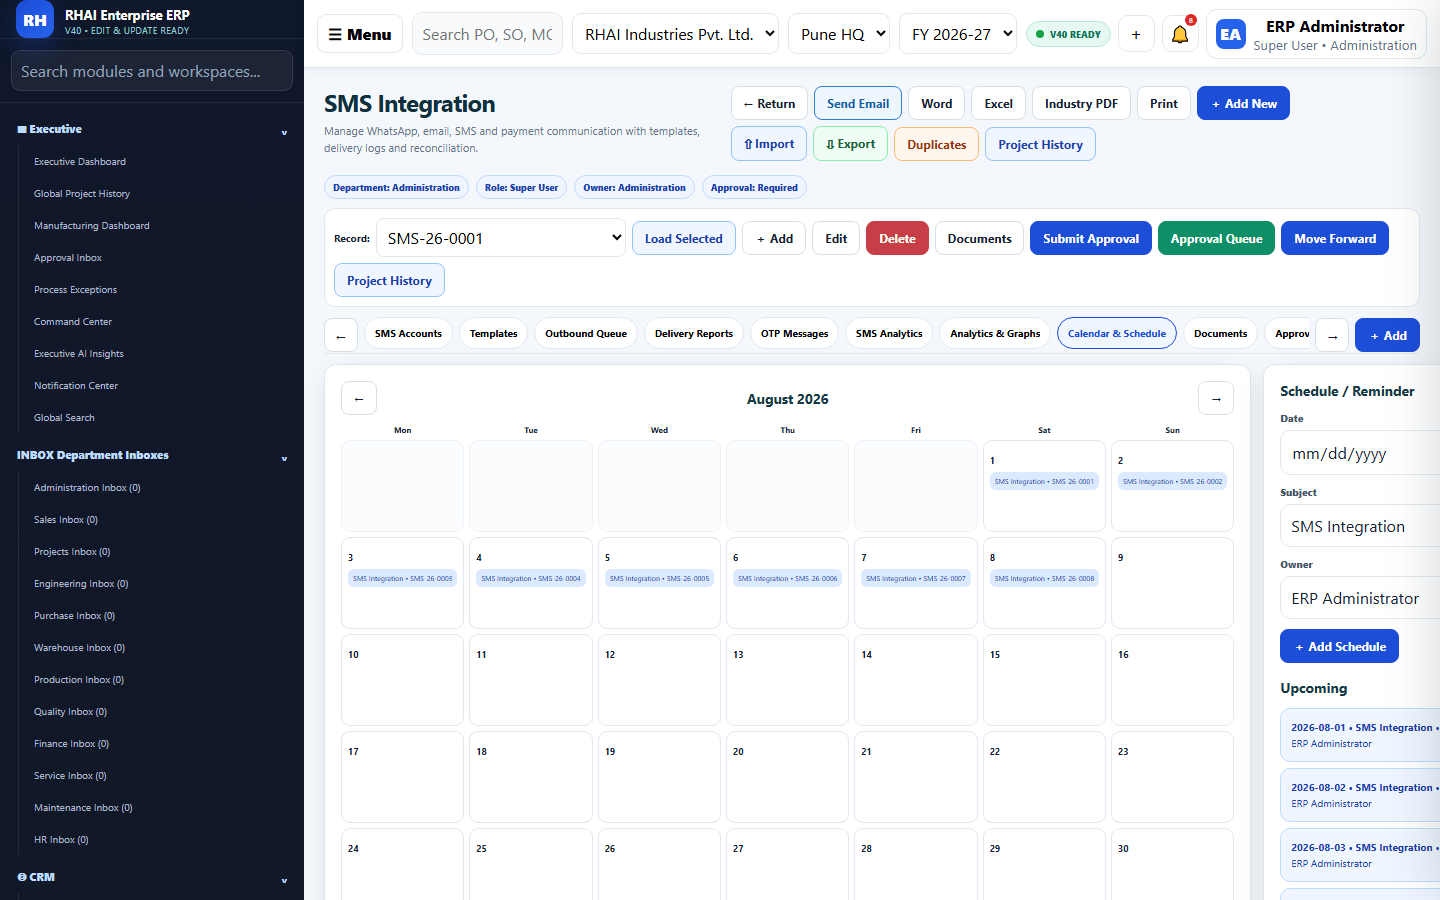 RH
RHAI Enterprise ERP
V40 • EDIT & UPDATE READY
Search modules and workspaces...
Executive
Executive Dashboard
Global Project History
Manufacturing Dashboard
Approval Inbox
Process Exceptions
Command Center
Executive AI Insights
Notification Center
Global Search
INBOX Department Inboxes
Administration Inbox (0)
Sales Inbox (0)
Projects Inbox (0)
Engineering Inbox (0)
Purchase Inbox (0)
Warehouse Inbox (0)
Production Inbox (0)
Quality Inbox (0)
Finance Inbox (0)
Service Inbox (0)
Maintenance Inbox (0)
HR Inbox (0)
CRM
☰ Menu
Search PO, SO, MC
RHAI Industries Pvt. Ltd.
Pune HQ
FY 2026-27
V40 READY
+
8
EA
ERP Administrator
Super User • Administration
SMS Integration
Manage WhatsApp, email, SMS and payment communication with templates,
delivery logs and reconciliation.
← Return
Send Email
Word
Excel
Industry PDF
Print
+ Add New
⇧ Import
⇩ Export
Duplicates
Project History
Department: Administration
Role: Super User
Owner: Administration
Approval: Required
Record:
SMS-26-0001
Load Selected
+ Add
Edit
Delete
Documents
Submit Approval
Approval Queue
Move Forward
Project History
←
SMS Accounts
Templates
Outbound Queue
Delivery Reports
OTP Messages
SMS Analytics
Analytics & Graphs
Calendar & Schedule
Documents
Approv
→
+ Add
←
August 2026
→
Mon Tue Wed Thu Fri Sat Sun
1 2
SMS Integration • SMS-26-0001 SMS Integration • SMS-26-0002
3 4 5 6 7 8 9
SMS Integration • SMS-26-0003 SMS Integration • SMS-26-0004 SMS Integration • SMS-26-0005 SMS Integration • SMS-26-0006 SMS Integration • SMS-26-0007 SMS Integration • SMS-26-0008
10 11 12 13 14 15 16
17 18 19 20 21 22 23
24 25 26 27 28 29 30
Schedule / Reminder
Date
mm/dd/yyyy
Subject
SMS Integration
Owner
ERP Administrator
+ Add Schedule
Upcoming
2026-08-01 • SMS Integration •
ERP Administrator
2026-08-02 • SMS Integration •
ERP Administrator
2026-08-03 • SMS Integration •
ERP Administrator